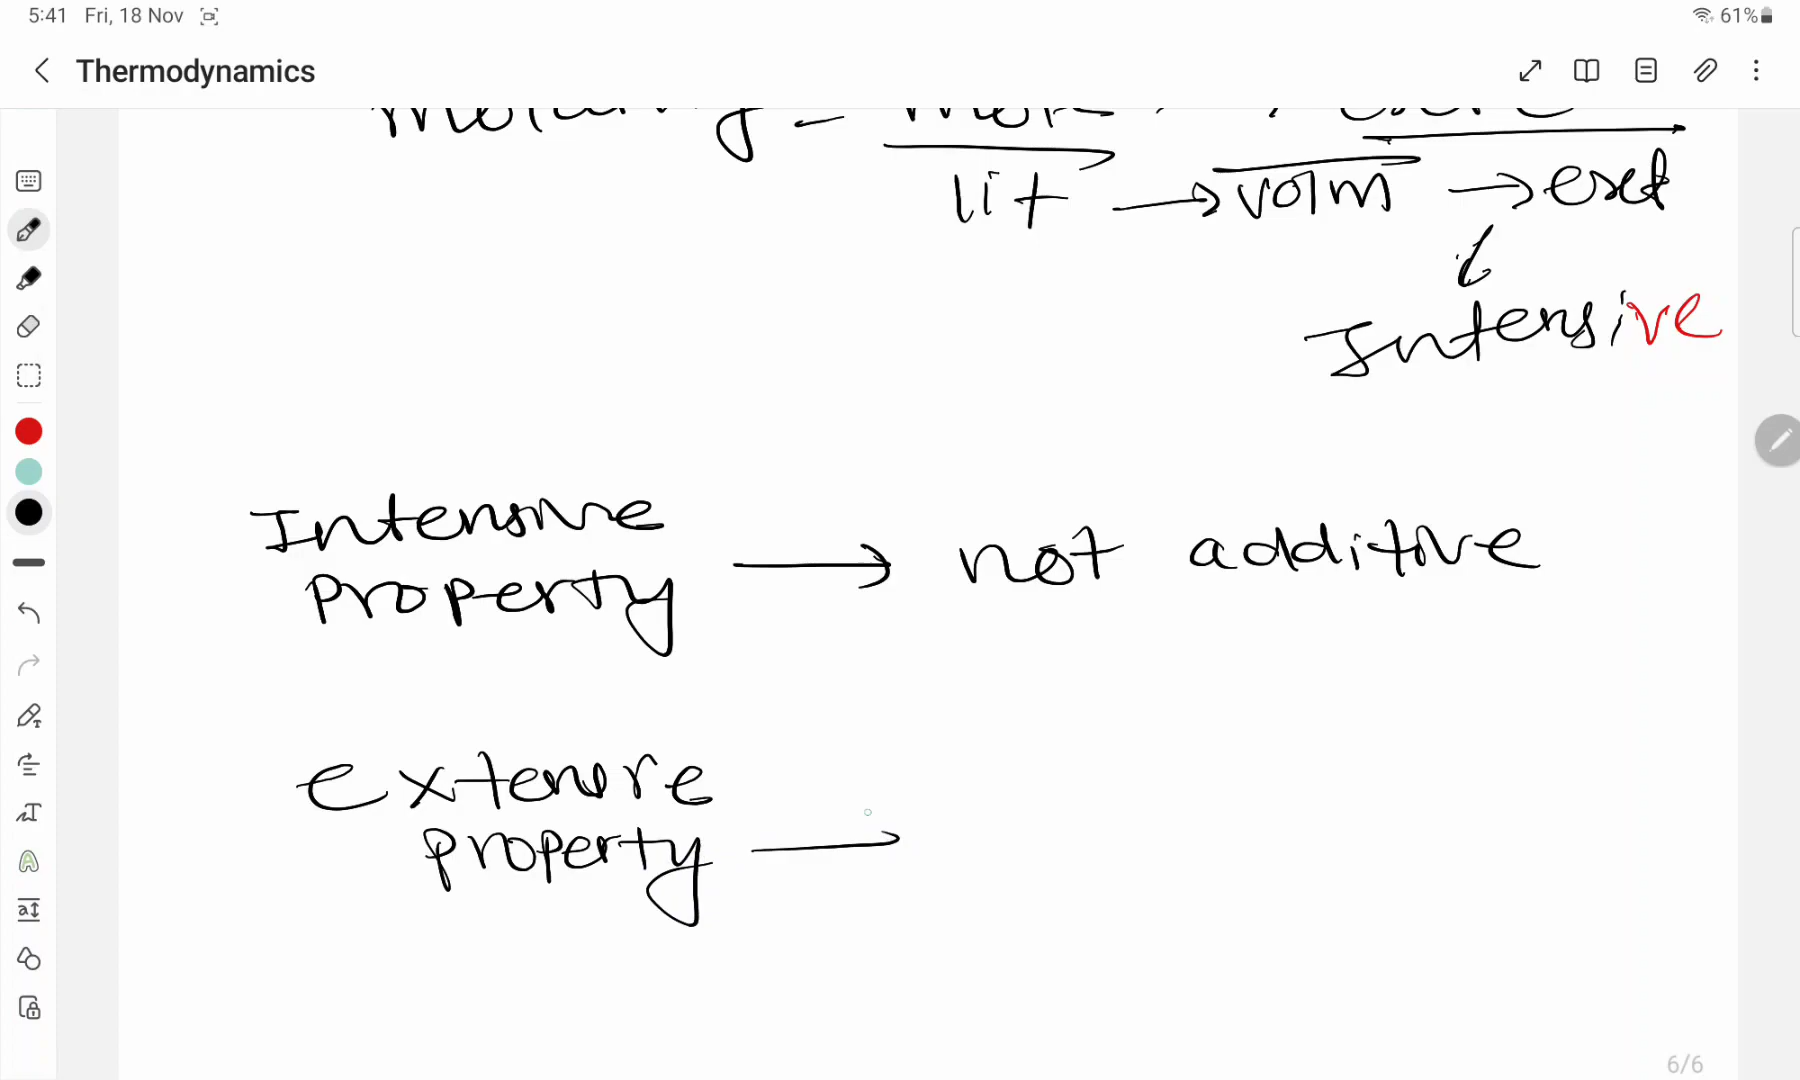 5:41 Fri, 18 Nov 61%
Thermodynamics
lit → volm → ext
Intensive
Intensive
property → not additive
extensive
property →
6/6